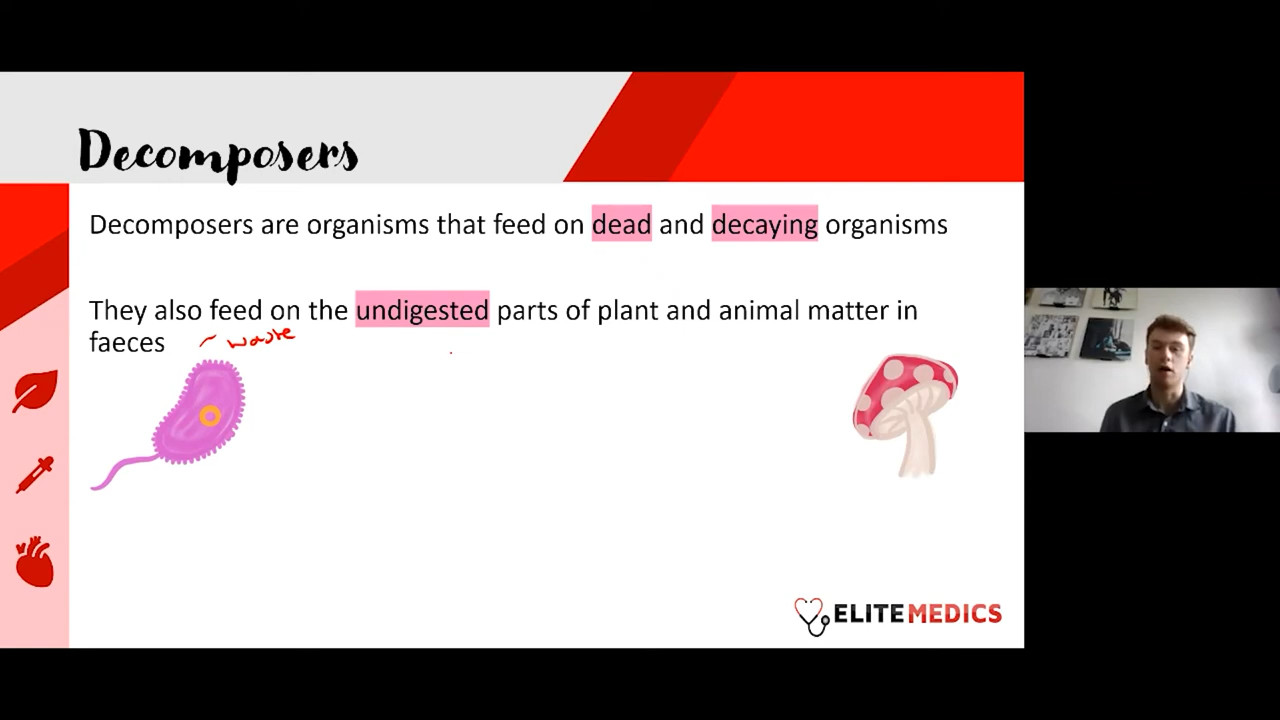 Decomposers
Decomposers are organisms that feed on dead and decaying organisms
They also feed on the undigested parts of plant and animal matter in
faeces
~ waste
ELITEMEDICS